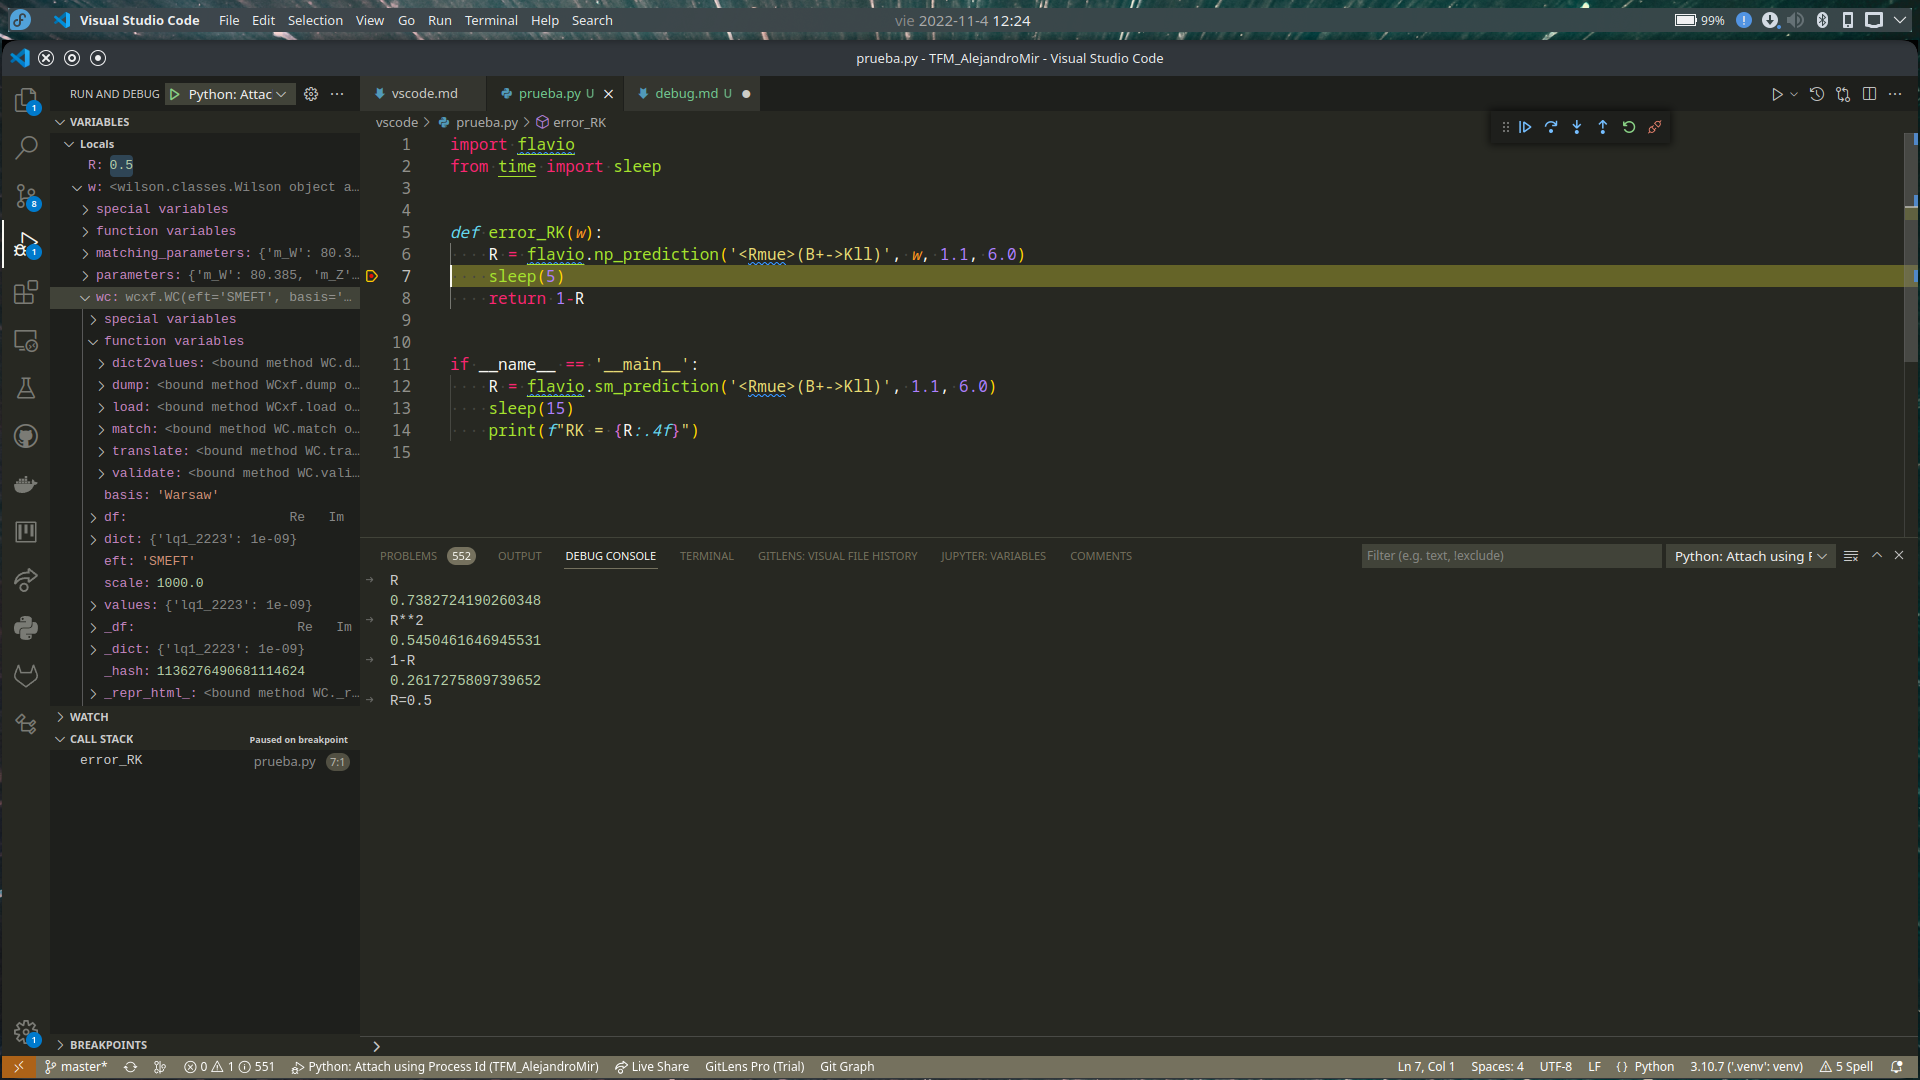 Visual Studio Code File Edit Selection View Go Run Terminal Help Search
vie 2022-11-4 12:24
99%
prueba.py - TFM_AlejandroMir - Visual Studio Code
RUN AND DEBUG Python: Attac
VARIABLES
Locals
R: 0.5
w: <wilson.classes.Wilson object a…
special variables
function variables
matching_parameters: {'m_W': 80.3…
parameters: {'m_W': 80.385, 'm_Z'…
wc: wcxf.WC(eft='SMEFT', basis='…
special variables
function variables
dict2values: <bound method WC.d…
dump: <bound method WCxf.dump o…
load: <bound method WCxf.load o…
match: <bound method WC.match o…
translate: <bound method WC.tra…
validate: <bound method WC.vali…
basis: 'Warsaw'
df: Re Im
dict: {'lq1_2223': 1e-09}
eft: 'SMEFT'
scale: 1000.0
values: {'lq1_2223': 1e-09}
_df: Re Im
_dict: {'lq1_2223': 1e-09}
_hash: 1136276490681114624
_repr_html_: <bound method WC._r…
WATCH
CALL STACK Paused on breakpoint
error_RK prueba.py 7:1
BREAKPOINTS
vscode.md prueba.py U debug.md U
vscode > prueba.py > error_RK
1 import flavio
2 from time import sleep
3
4
5 def error_RK(w):
6 R = flavio.np_prediction('<Rmue>(B+->Kll)', w, 1.1, 6.0)
7 sleep(5)
8 return 1-R
9
10
11 if __name__ == '__main__':
12 R = flavio.sm_prediction('<Rmue>(B+->Kll)', 1.1, 6.0)
13 sleep(15)
14 print(f"RK = {R:.4f}")
15
PROBLEMS 552 OUTPUT DEBUG CONSOLE TERMINAL GITLENS: VISUAL FILE HISTORY JUPYTER: VARIABLES COMMENTS
Filter (e.g. text, !exclude) Python: Attach using
R
0.7382724190260348
R**2
0.5450461646945531
1-R
0.2617275809739652
R=0.5
master* 0 1 551 Python: Attach using Process Id (TFM_AlejandroMir) Live Share GitLens Pro (Trial) Git Graph
Ln 7, Col 1 Spaces: 4 UTF-8 LF Python 3.10.7 ('.venv': venv) 5 Spell